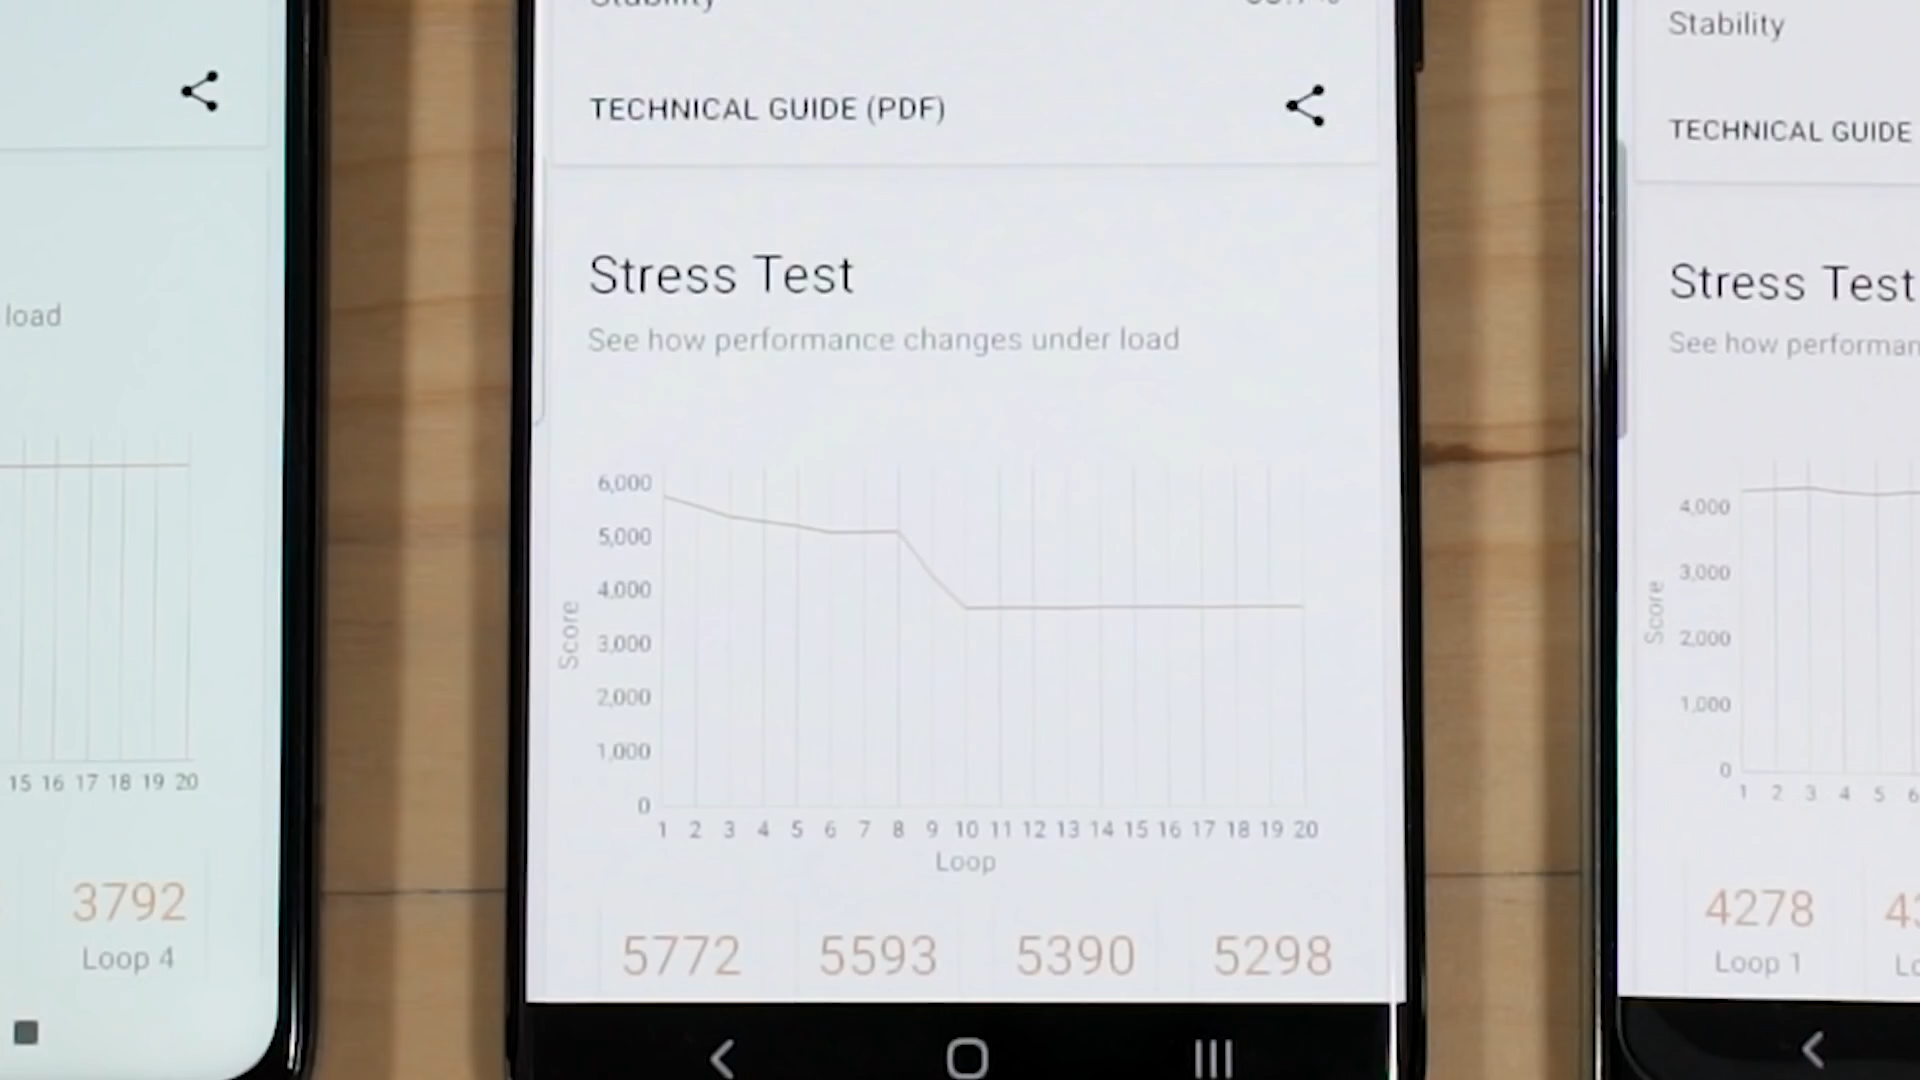 load
15 16 17 18 19 20
3792
Loop 4
Stability
TECHNICAL GUIDE (PDF)
Stress Test
See how performance changes under load
6,000
5,000
4,000
3,000
2,000
1,000
0
Score
1 2 3 4 5 6 7 8 9 10 11 12 13 14 15 16 17 18 19 20
Loop
5772 5593 5390 5298
Stability
TECHNICAL GUIDE
Stress Test
See how performan
4,000
3,000
2,000
1,000
0
Score
1 2 3 4 5 6
4278
Loop 1